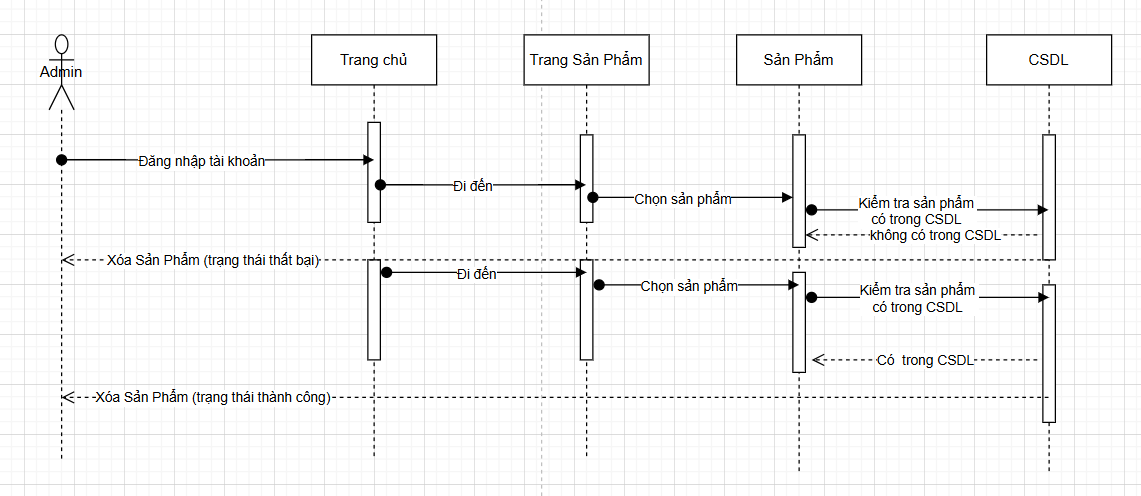 Admin
Trang chủ
Trang Sản Phẩm
Sản Phẩm
CSDL
Đăng nhập tài khoản
Đi đến
Chọn sản phẩm
Kiểm tra sản phẩm
có trong CSDL
không có trong CSDL
Xóa Sản Phẩm (trạng thái thất bại)
Đi đến
Chọn sản phẩm
Kiểm tra sản phẩm
có trong CSDL
Có trong CSDL
Xóa Sản Phẩm (trạng thái thành công)